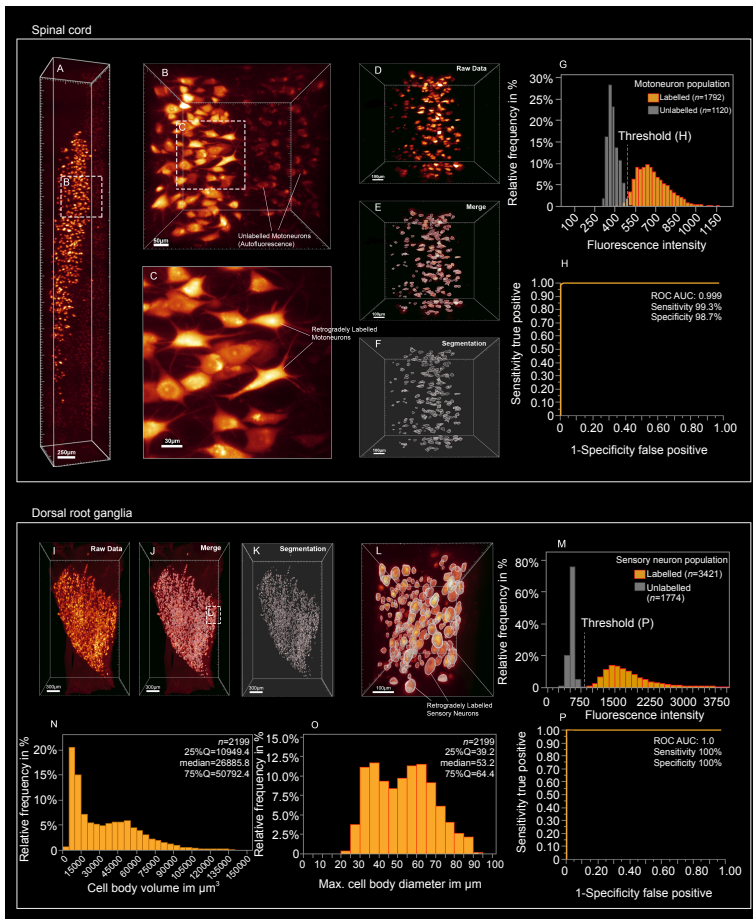 Spinal cord
A
B
250µm
B
C
Unlabelled Motoneurons
(Autofluorescence)
50µm
C
Retrogradely Labelled
Motoneurons
30µm
D
Raw Data
100µm
E
Merge
100µm
F
Segmentation
100µm
G
Relative frequency in %
30%
25%
20%
15%
10%
5%
0%
Motoneuron population
Labelled (n=1792)
Unlabelled (n=1120)
Threshold (H)
100 250 400 550 700 850 1000 1150
Fluorescence intensity
H
Sensitivity true positive
1.00
0.90
0.80
0.70
0.60
0.50
0.40
0.30
0.20
0.10
0.00
ROC AUC: 0.999
Sensitivity 99.3%
Specificity 98.7%
0 0.20 0.40 0.60 0.80 1.00
1-Specificity false positive
Dorsal root ganglia
I
Raw Data
300µm
J
Merge
L
300µm
K
Segmentation
300µm
L
100µm
Retrogradely Labelled
Sensory Neurons
M
Relative frequency in %
80%
60%
40%
20%
0%
Sensory neuron population
Labelled (n=3421)
Unlabelled
(n=1774)
Threshold (P)
0 750 1500 2250 3000 3750
Fluorescence intensity
N
Relative frequency in %
20%
15%
10%
5%
0%
n=2199
25%Q=10949.4
median=26885.8
75%Q=50792.4
0 15000 30000 45000 60000 75000 90000 105000 120000 135000 150000
Cell body volume im µm³
O
Relative frequency in %
15.0%
12.5%
10.0%
7.5%
5.0%
2.5%
0%
n=2199
25%Q=39.2
median=53.2
75%Q=64.4
0 10 20 30 40 50 60 70 80 90 100
Max. cell body diameter im µm
P
Sensitivity true positive
1.00
0.90
0.80
0.70
0.60
0.50
0.40
0.30
0.20
0.10
0.00
ROC AUC: 1.0
Sensitivity 100%
Specificity 100%
0 0.20 0.40 0.60 0.80 1.00
1-Specificity false positive